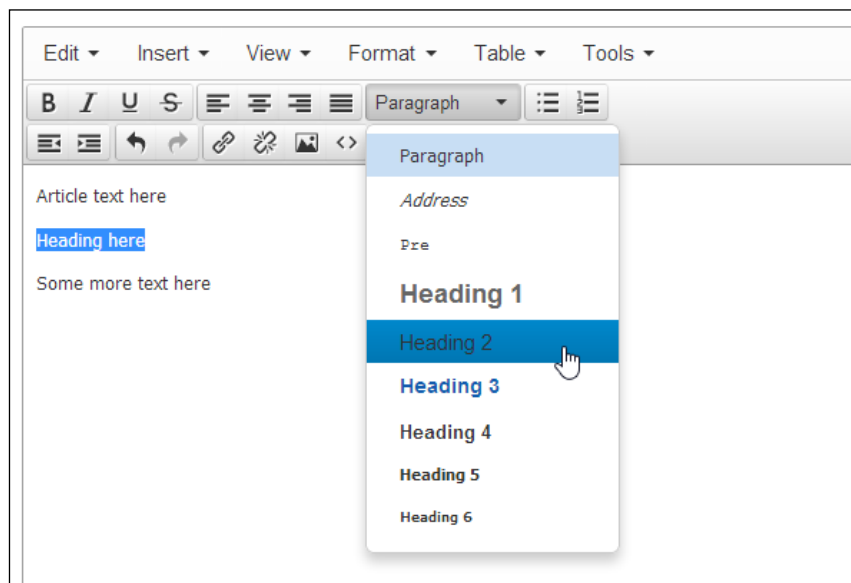 Edit Insert View Format Table Tools
B I U S Paragraph
Paragraph
Address
Pre
Heading 1
Heading 2
Heading 3
Heading 4
Heading 5
Heading 6
Article text here
Heading here
Some more text here